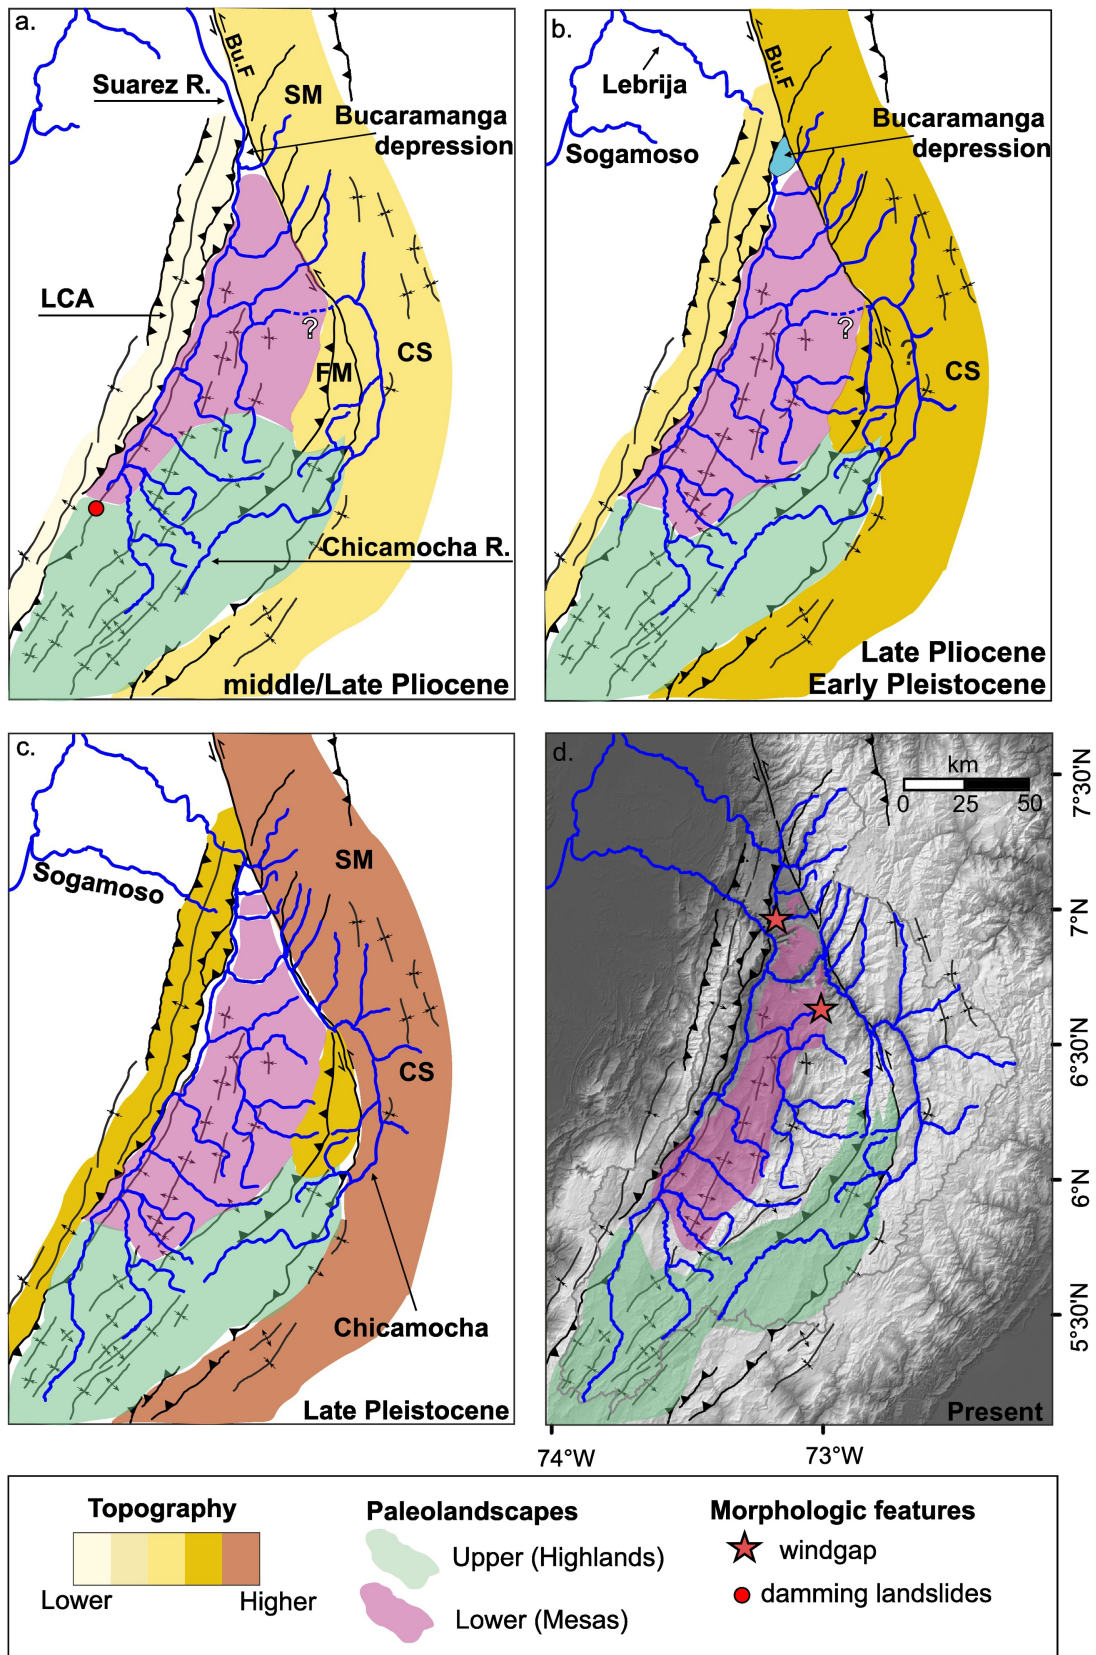 a.
Bu.F
Suarez R.
SM
Bucaramanga
depression
LCA
?
FM
CS
Chicamocha R.
middle/Late Pliocene
b.
Bu.F
Lebrija
Bucaramanga
depression
Sogamoso
?
?
CS
Late Pliocene
Early Pleistocene
c.
SM
Sogamoso
CS
Chicamocha
Late Pleistocene
d.
km
0 25 50
7°30'N
7°N
6°30'N
6°N
5°30'N
Present
74°W 73°W
Topography
Lower Higher
Paleolandscapes
Upper (Highlands)
Lower (Mesas)
Morphologic features
windgap
damming landslides